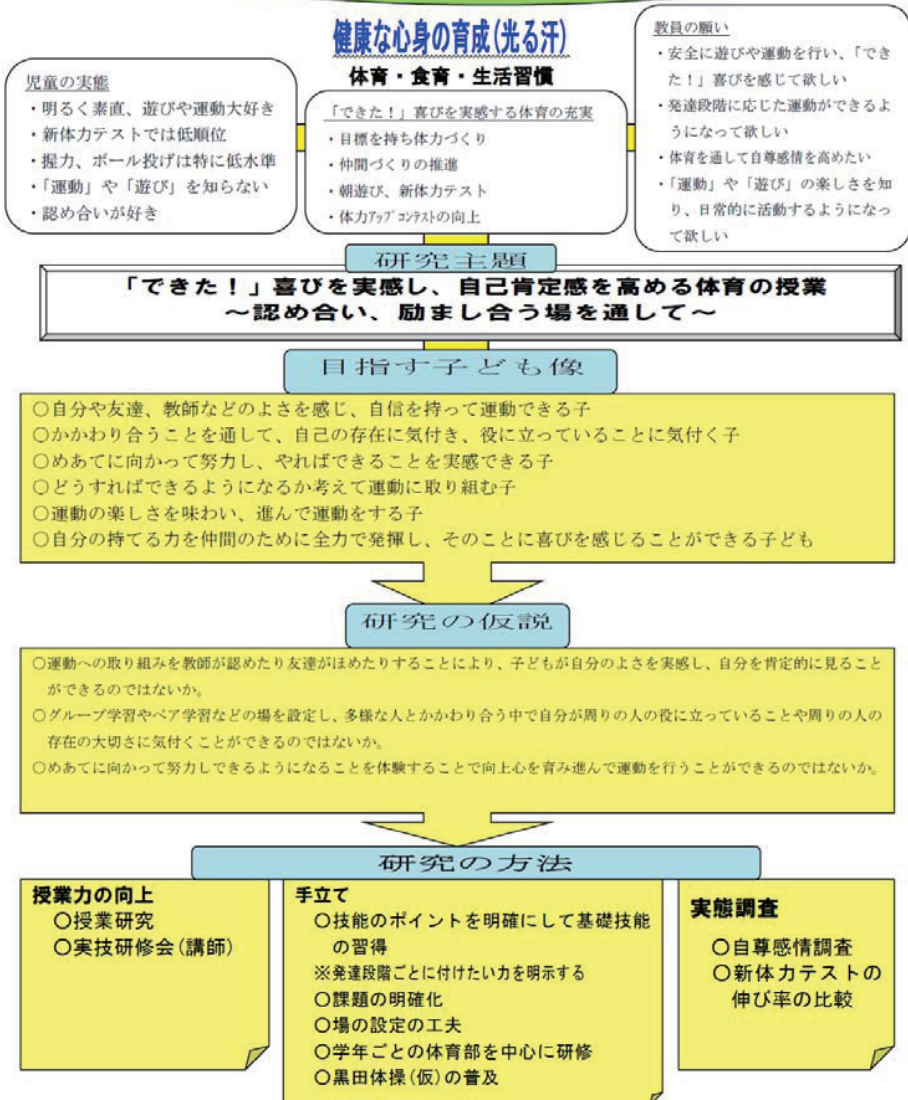 健康な心身の育成(光る汗)
体育・食育・生活習慣
児童の実態
・明るく素直、遊びや運動大好き
・新体力テストでは低順位
・握力、ボール投げは特に低水準
・「運動」や「遊び」を知らない
・認め合いが好き
「できた！」喜びを実感する体育の充実
・目標を持ち体力づくり
・仲間づくりの推進
・朝遊び、新体力テスト
・体力アップコンテストの向上
教員の願い
・安全に遊びや運動を行い、「でき
た！」喜びを感じて欲しい
・発達段階に応じた運動ができるよ
うになって欲しい
・体育を通して自尊感情を高めたい
・「運動」や「遊び」の楽しさを知
り、日常的に活動するようになっ
て欲しい
研究主題
「できた！」喜びを実感し、自己肯定感を高める体育の授業
～認め合い、励まし合う場を通して～
目指す子ども像
○自分や友達、教師などのよさを感じ、自信を持って運動できる子
○かかわり合うことを通して、自己の存在に気付き、役に立っていることに気付く子
○めあてに向かって努力し、やればできることを実感できる子
○どうすればできるようになるか考えて運動に取り組む子
○運動の楽しさを味わい、進んで運動をする子
○自分の持てる力を仲間のために全力で発揮し、そのことに喜びを感じることができる子ども
研究の仮説
○運動への取り組みを教師が認めたり友達がほめたりすることにより、子どもが自分のよさを実感し、自分を肯定的に見ること
ができるのではないか。
○グループ学習やペア学習などの場を設定し、多様な人とかかわり合う中で自分が周りの人の役に立っていることや周りの人の
存在の大切さに気付くことができるのではないか。
○めあてに向かって努力しできるようになることを体験することで向上心を育み進んで運動を行うことができるのではないか。
研究の方法
授業力の向上
○授業研究
○実技研修会(講師)
手立て
○技能のポイントを明確にして基礎技能
の習得
※発達段階ごとに付けたい力を明示する
○課題の明確化
○場の設定の工夫
○学年ごとの体育部を中心に研修
○黒田体操(仮)の普及
実態調査
○自尊感情調査
○新体力テストの
伸び率の比較